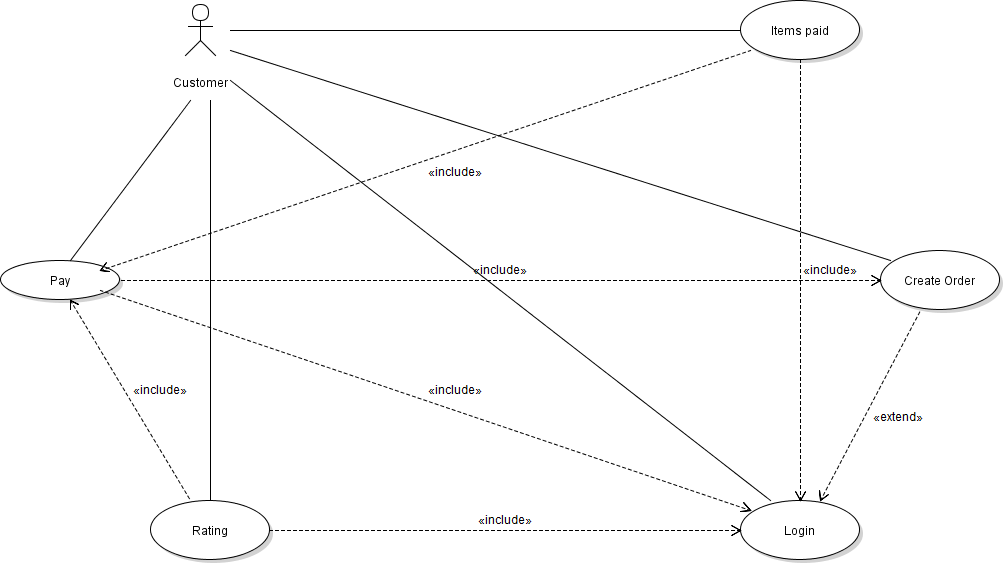 Items paid
Customer
«include»
«include»
«include»
Pay
Create Order
«include»
«include»
«extend»
«include»
Rating
Login